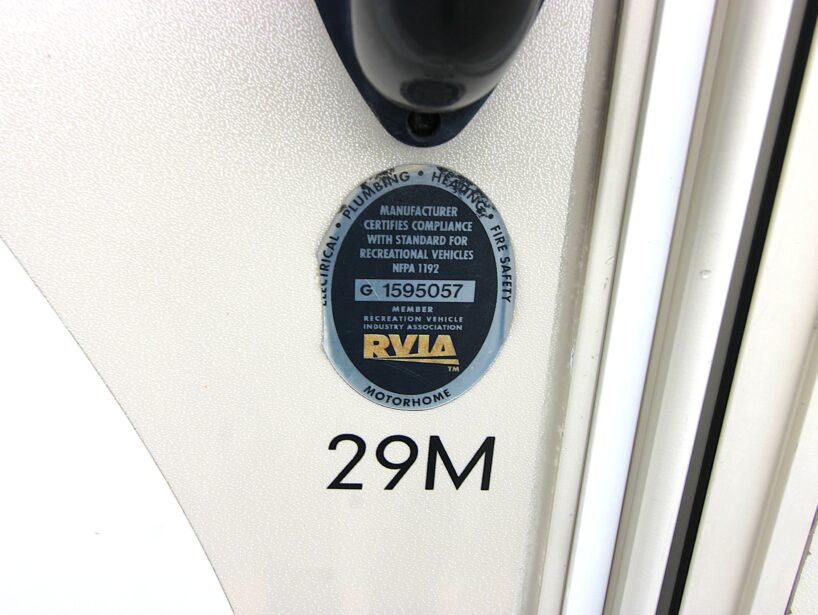 ELECTRICAL • PLUMBING • HEATING • FIRE SAFETY
MANUFACTURER
CERTIFIES COMPLIANCE
WITH STANDARD FOR
RECREATIONAL VEHICLES
NFPA 1192
G 1595057
MEMBER
RECREATION VEHICLE
INDUSTRY ASSOCIATION
RVIA
TM
MOTORHOME
29M